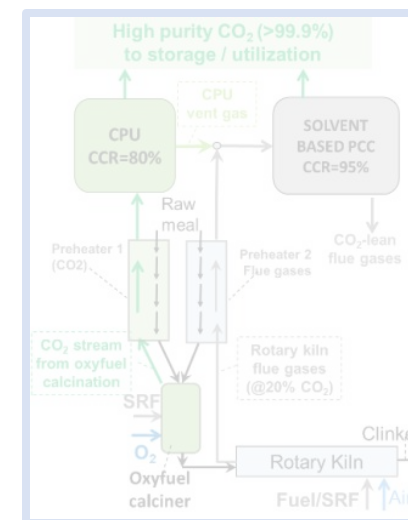 High purity CO₂ (>99.9%)
to storage / utilization
CPU
CCR=80%
CPU
vent gas
SOLVENT
BASED PCC
CCR=95%
Raw
meal
Preheater 1
(CO2)
Preheater 2
Flue gases
CO₂-lean
flue gases
CO₂ stream
from oxyfuel
calcination
Rotary kiln
flue gases
(@20% CO₂)
SRF
O₂
Oxyfuel
calciner
Rotary Kiln
Clink
Fuel/SRF
Air